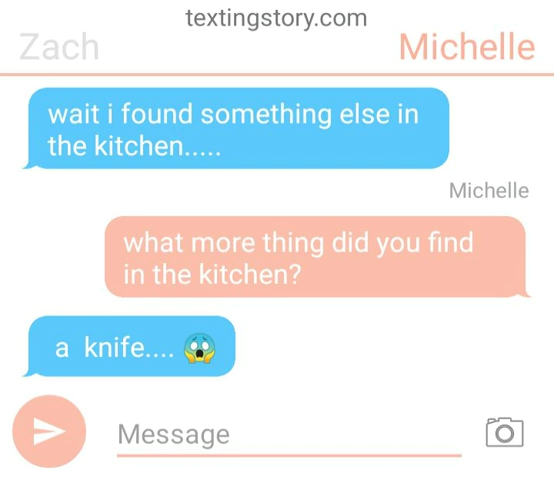 textingstory.com
Zach
Michelle
wait i found something else in
the kitchen.....
Michelle
what more thing did you find
in the kitchen?
a knife.... 😱
Message